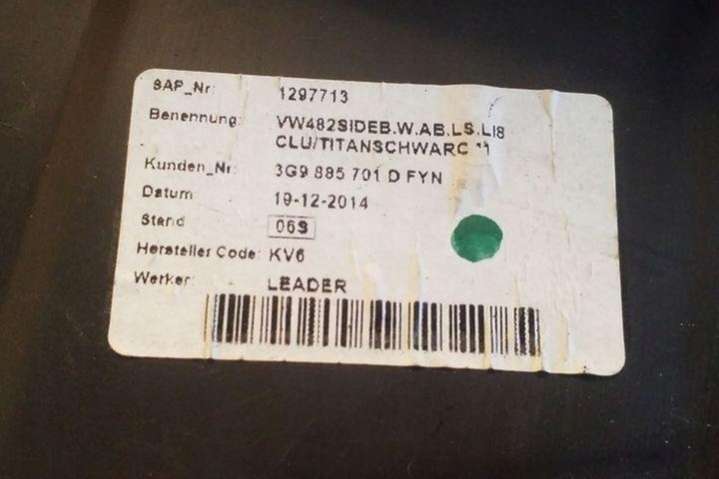 SAP_Nr: 1297713
Benennung: VW482SIDEB.W.AB.LS.LI8
CLU/TITANSCHWARC
Kunden_Nr: 3G9 885 701 D FYN
Datum 19-12-2014
Stand 06S
Hersteller Code: KV6
Werker LEADER